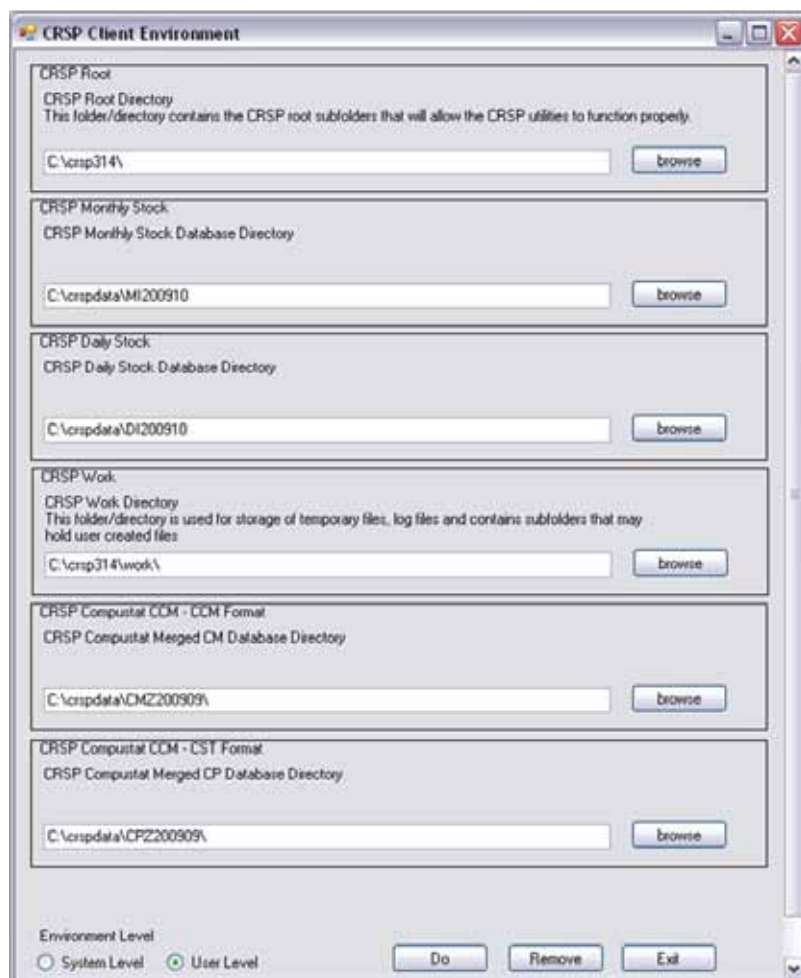 CRSP Client Environment
CRSP Root
CRSP Root Directory
This folder/directory contains the CRSP root subfolders that will allow the CRSP utilities to function properly.
C:\crsp314\
browse
CRSP Monthly Stock
CRSP Monthly Stock Database Directory
C:\crspdata\MI200910
browse
CRSP Daily Stock
CRSP Daily Stock Database Directory
C:\crspdata\DI200910
browse
CRSP Work
CRSP Work Directory
This folder/directory is used for storage of temporary files, log files and contains subfolders that may
hold user created files
C:\crsp314\work\
browse
CRSP Compustat CCM - CCM Format
CRSP Compustat Merged CM Database Directory
C:\crspdata\CMZ200909\
browse
CRSP Compustat CCM - CST Format
CRSP Compustat Merged CP Database Directory
C:\crspdata\CPZ200909\
browse
Environment Level
System Level
User Level
Do
Remove
Exit